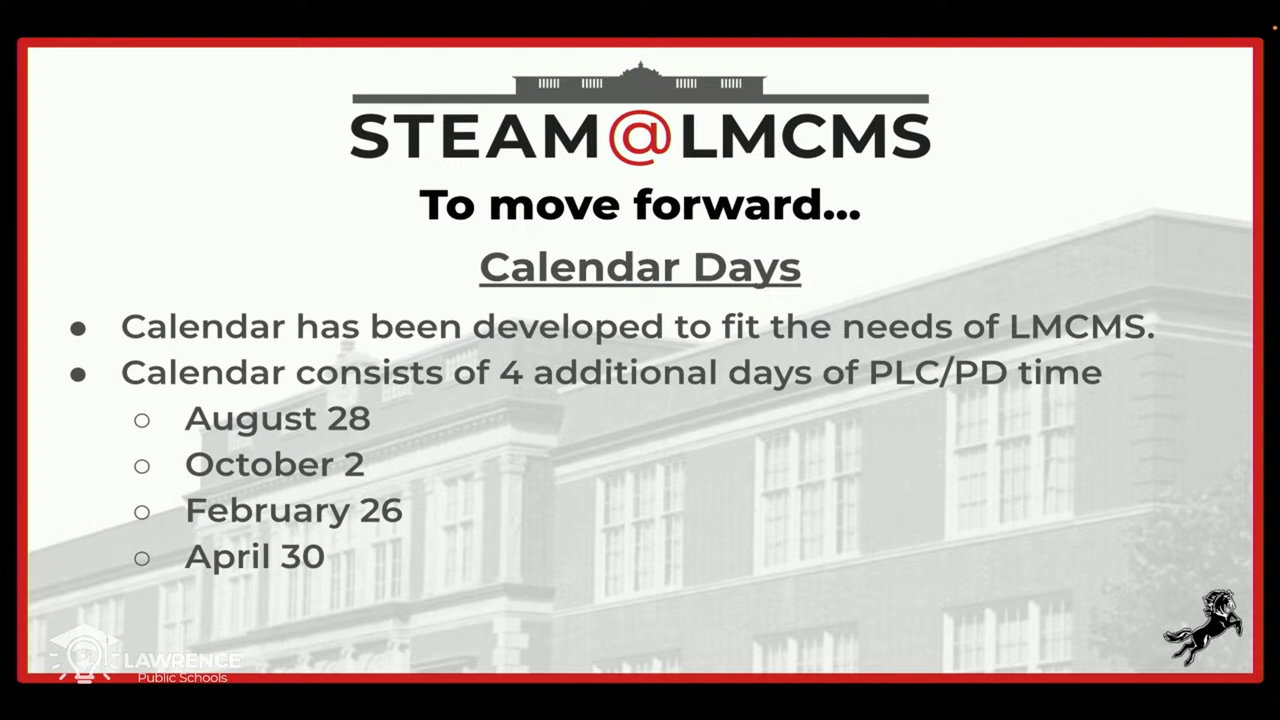 STEAM@LMCMS
To move forward...
Calendar Days
● Calendar has been developed to fit the needs of LMCMS.
● Calendar consists of 4 additional days of PLC/PD time
○ August 28
○ October 2
○ February 26
○ April 30
LAWRENCE
Public Schools